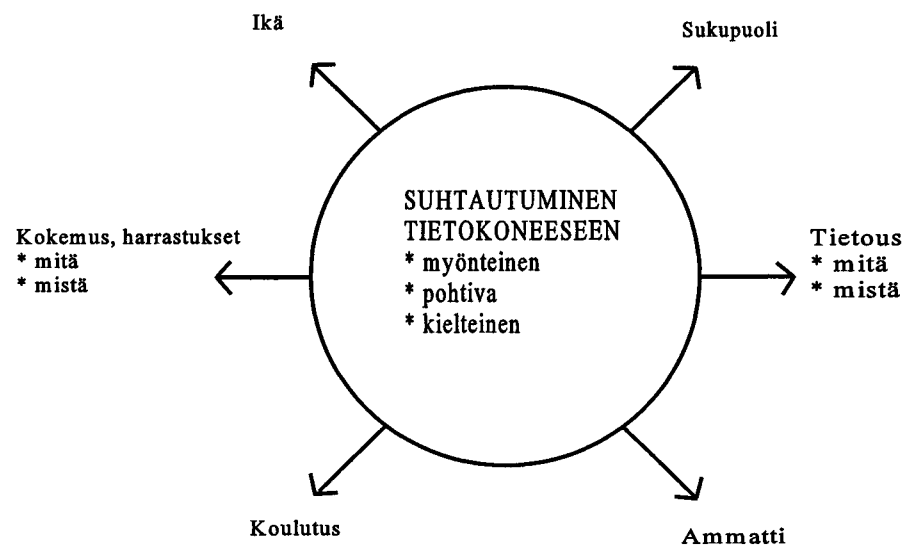 Ikä
Sukupuoli
SUHTAUTUMINEN
TIETOKONEESEEN
* myönteinen
* pohtiva
* kielteinen
Kokemus, harrastukset
* mitä
* mistä
Tietous
* mitä
* mistä
Koulutus
Ammatti